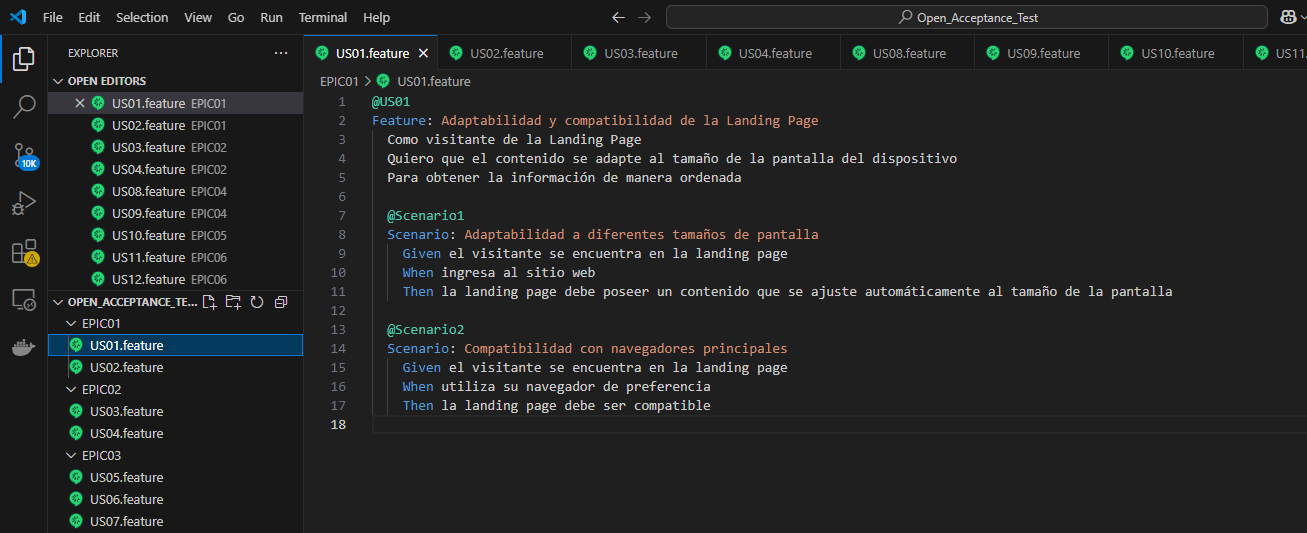 File Edit Selection View Go Run Terminal Help
Open_Acceptance_Test
EXPLORER
OPEN EDITORS
US01.feature EPIC01
US02.feature EPIC01
US03.feature EPIC02
US04.feature EPIC02
US08.feature EPIC04
US09.feature EPIC04
US10.feature EPIC05
US11.feature EPIC06
US12.feature EPIC06
OPEN_ACCEPTANCE_TE...
EPIC01
US01.feature
US02.feature
EPIC02
US03.feature
US04.feature
EPIC03
US05.feature
US06.feature
US07.feature
10K
US01.feature US02.feature US03.feature US04.feature US08.feature US09.feature US10.feature US11.
EPIC01 > US01.feature
1 @US01
2 Feature: Adaptabilidad y compatibilidad de la Landing Page
3 Como visitante de la Landing Page
4 Quiero que el contenido se adapte al tamaño de la pantalla del dispositivo
5 Para obtener la información de manera ordenada
6
7 @Scenario1
8 Scenario: Adaptabilidad a diferentes tamaños de pantalla
9 Given el visitante se encuentra en la landing page
10 When ingresa al sitio web
11 Then la landing page debe poseer un contenido que se ajuste automáticamente al tamaño de la pantalla
12
13 @Scenario2
14 Scenario: Compatibilidad con navegadores principales
15 Given el visitante se encuentra en la landing page
16 When utiliza su navegador de preferencia
17 Then la landing page debe ser compatible
18